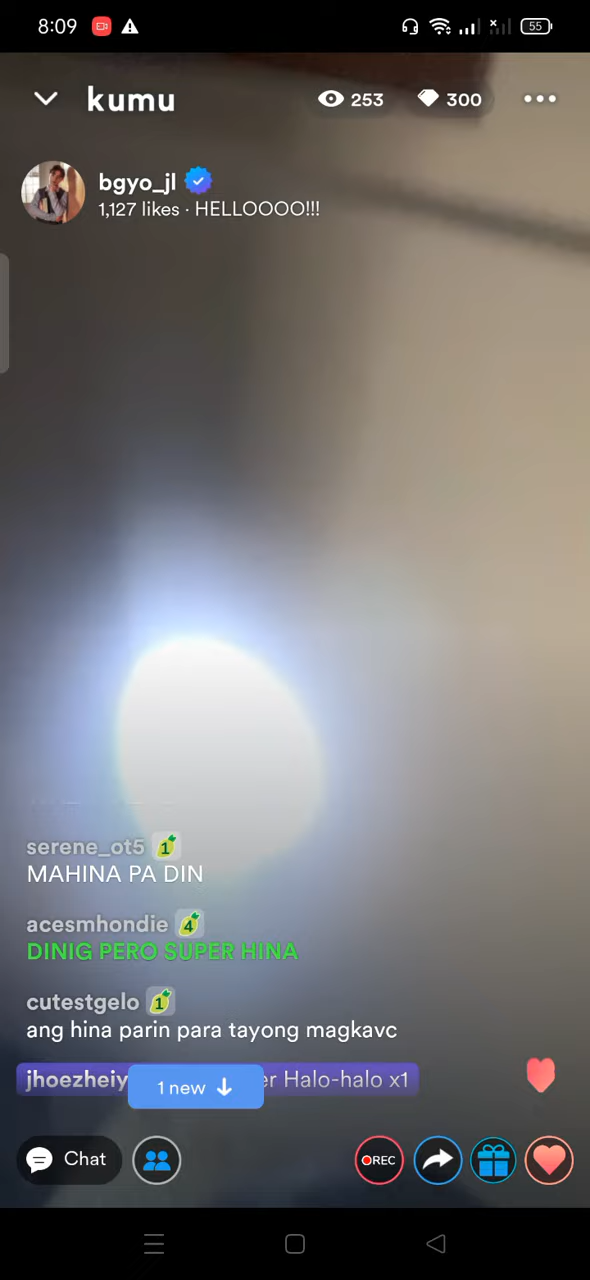 8:09
55
kumu
253
300
bgyo_jl
1,127 likes · HELLOOOO!!!
serene_ot5 1
MAHINA PA DIN
acesmhondie 4
DINIG PERO SUPER HINA
cutestgelo 1
ang hina parin para tayong magkavc
jhoezheiy
Halo-halo x1
1 new
Chat
REC